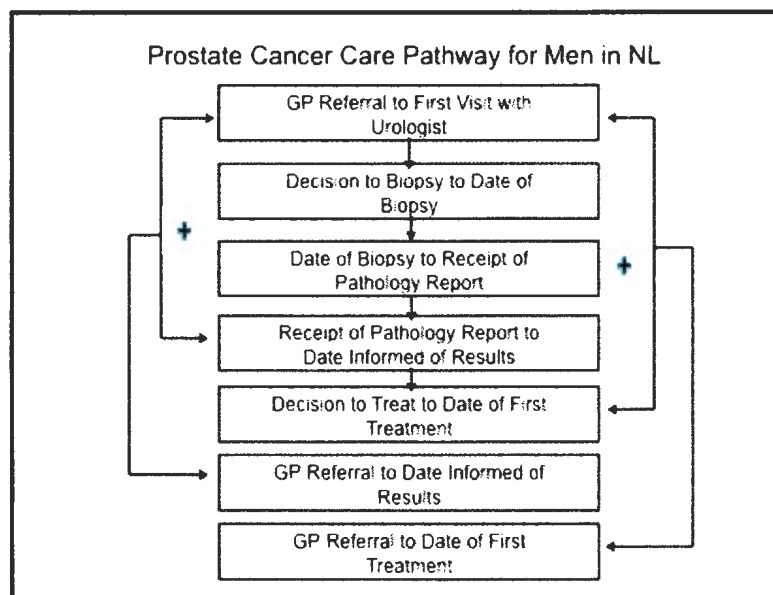 Prostate Cancer Care Pathway for Men in NL
GP Referral to First Visit with
Urologist
Decision to Biopsy to Date of
Biopsy
+
Date of Biopsy to Receipt of
Pathology Report
+
Receipt of Pathology Report to
Date Informed of Results
Decision to Treat to Date of First
Treatment
GP Referral to Date Informed of
Results
GP Referral to Date of First
Treatment